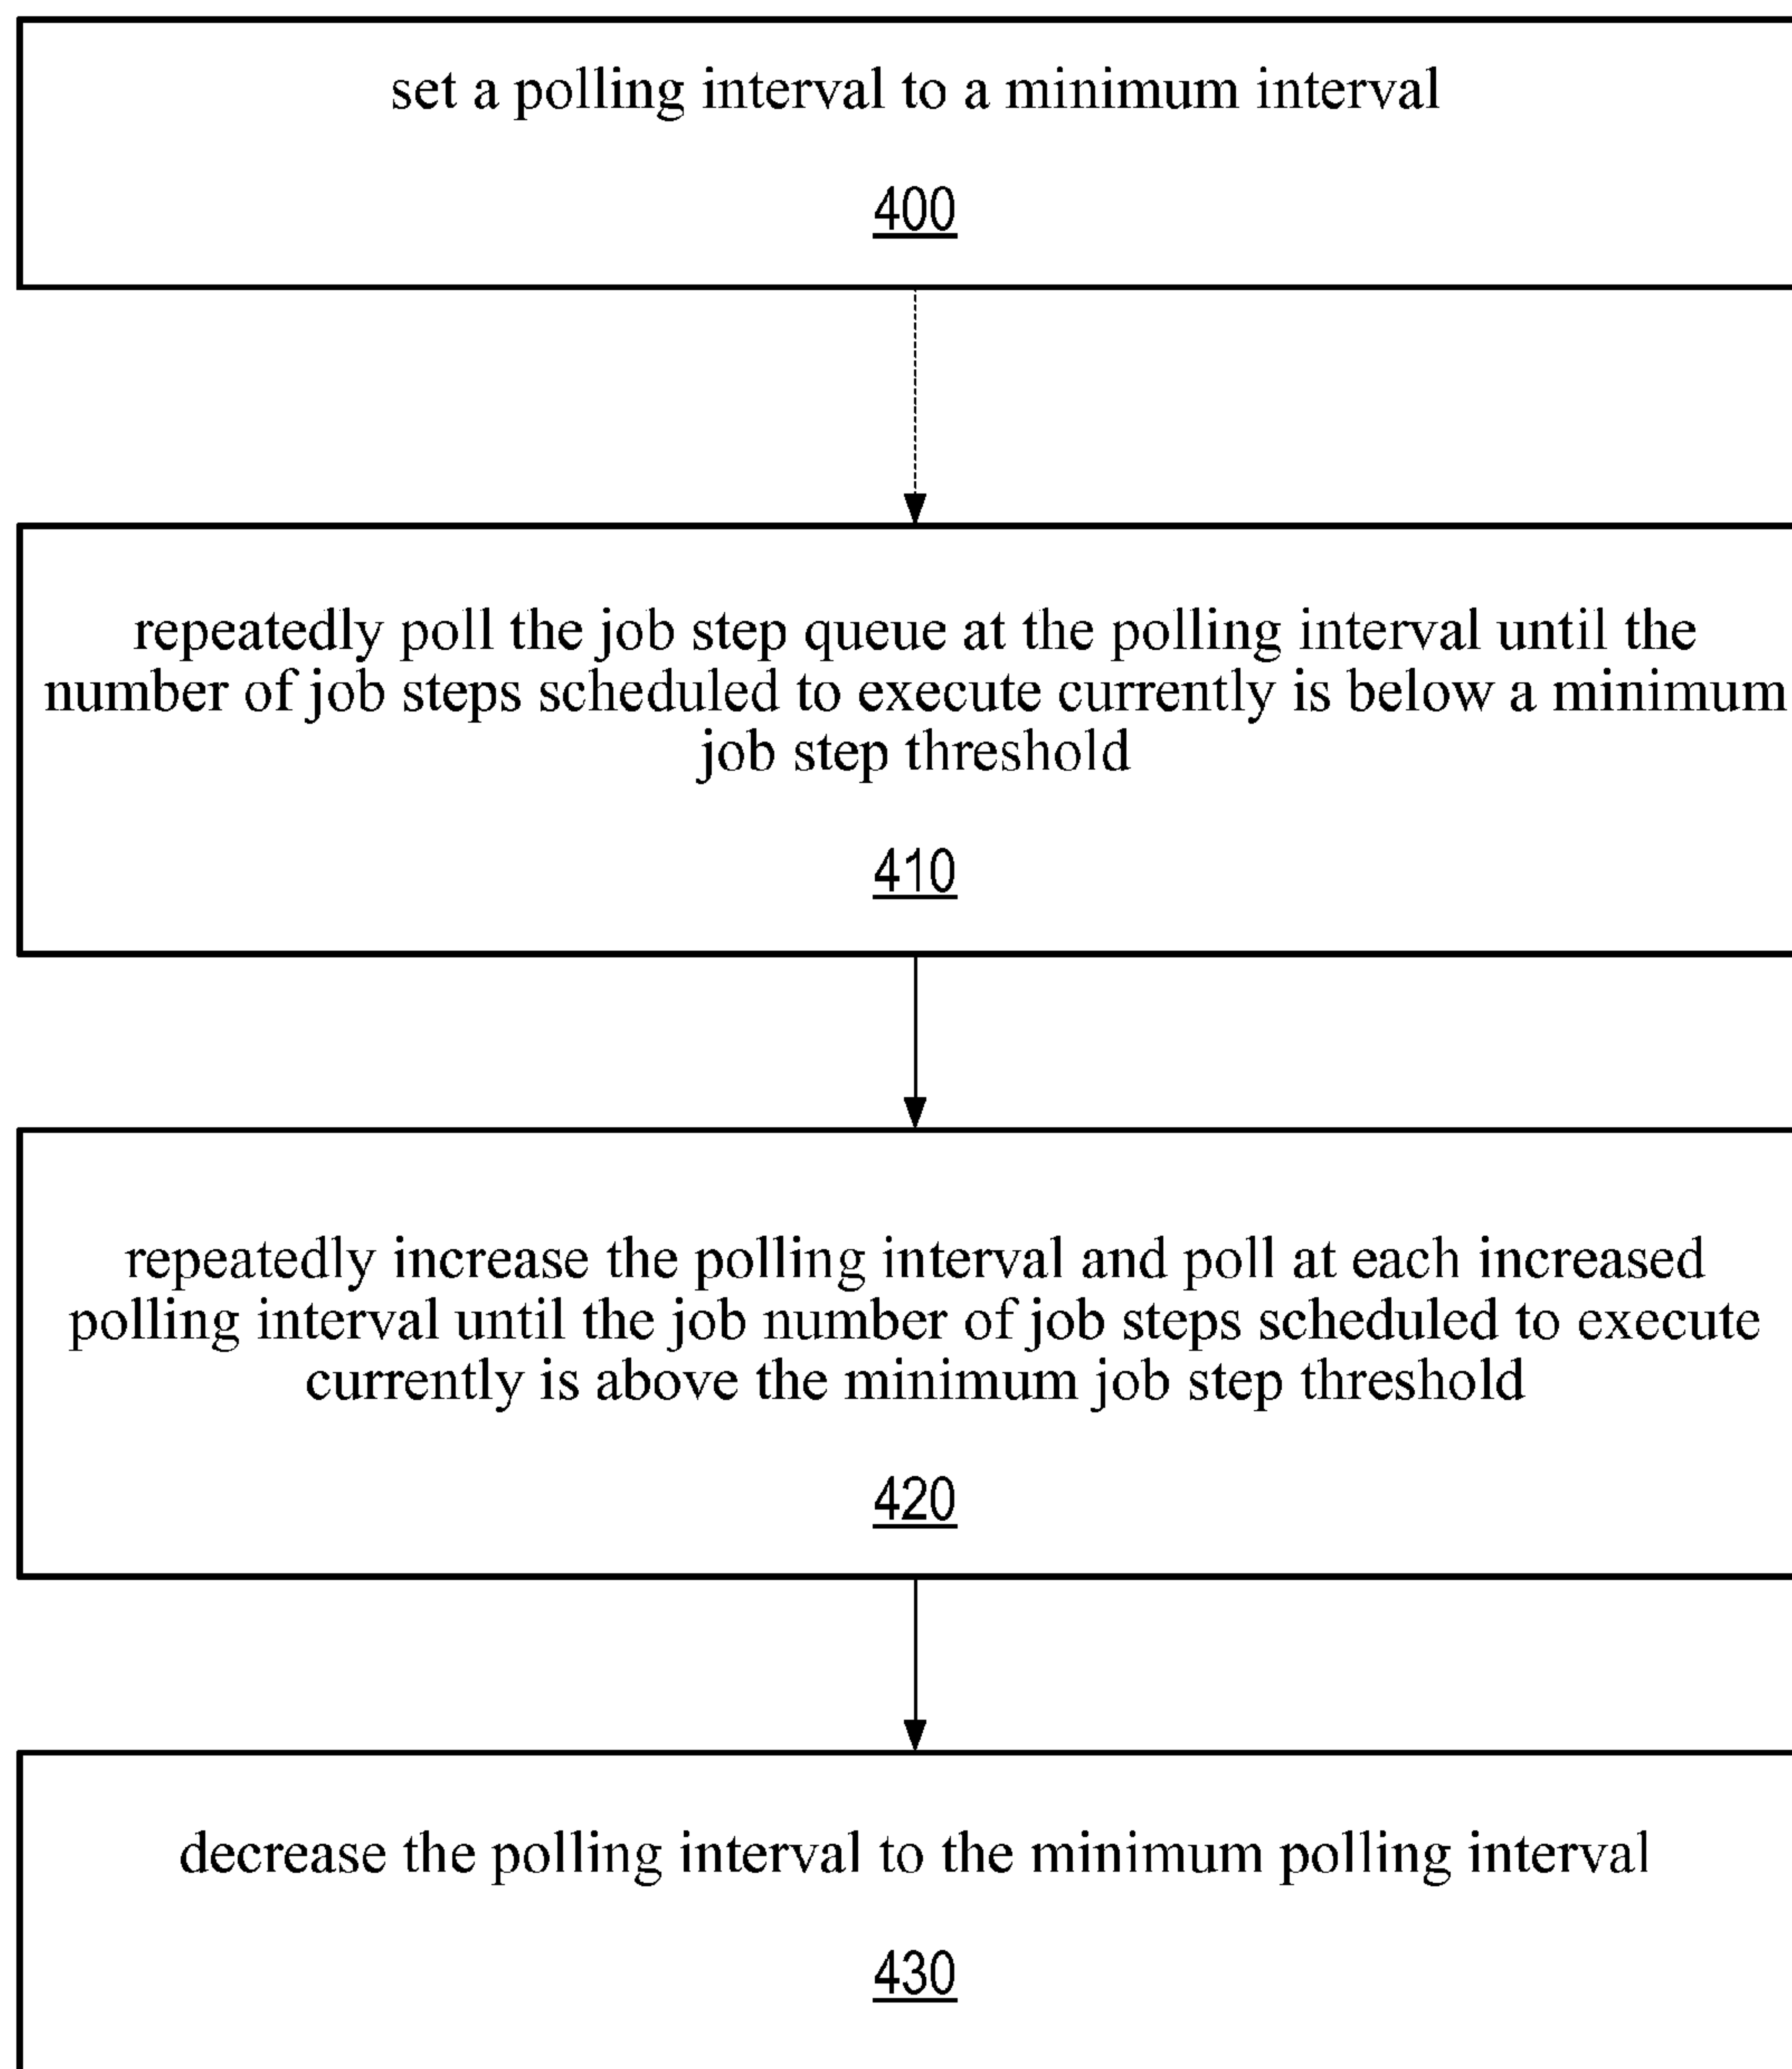 set a polling interval to a minimum interval
400
repeatedly poll the job step queue at the polling interval until the
number of job steps scheduled to execute currently is below a minimum
job step threshold
410
repeatedly increase the polling interval and poll at each increased
polling interval until the job number of job steps scheduled to execute
currently is above the minimum job step threshold
420
decrease the polling interval to the minimum polling interval
430